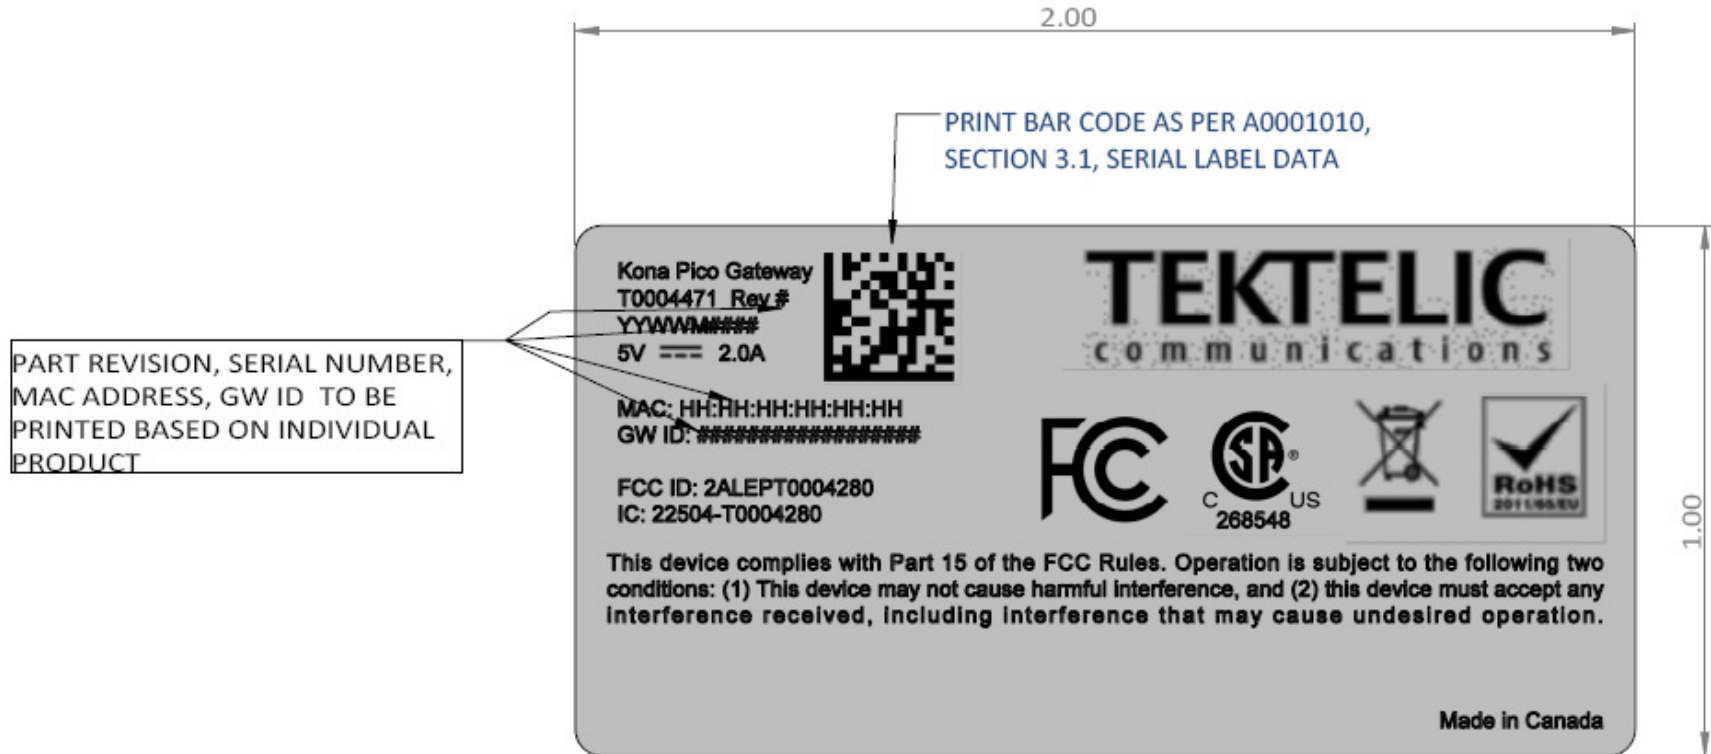 2.00
PRINT BAR CODE AS PER A0001010,
SECTION 3.1, SERIAL LABEL DATA
PART REVISION, SERIAL NUMBER,
MAC ADDRESS, GW ID TO BE
PRINTED BASED ON INDIVIDUAL
PRODUCT
Kona Pico Gateway
T0004471 Rev #
YYWWM####
5V 2.0A
MAC: HH:HH:HH:HH:HH:HH
GW ID: ##################
FCC ID: 2ALEPT0004280
IC: 22504-T0004280
TEKTELIC
communications
FC
CSA ®
C US
268548
RoHS
2011/65/EU
1.00
This device complies with Part 15 of the FCC Rules. Operation is subject to the following two
conditions: (1) This device may not cause harmful interference, and (2) this device must accept any
interference received, including interference that may cause undesired operation.
Made in Canada